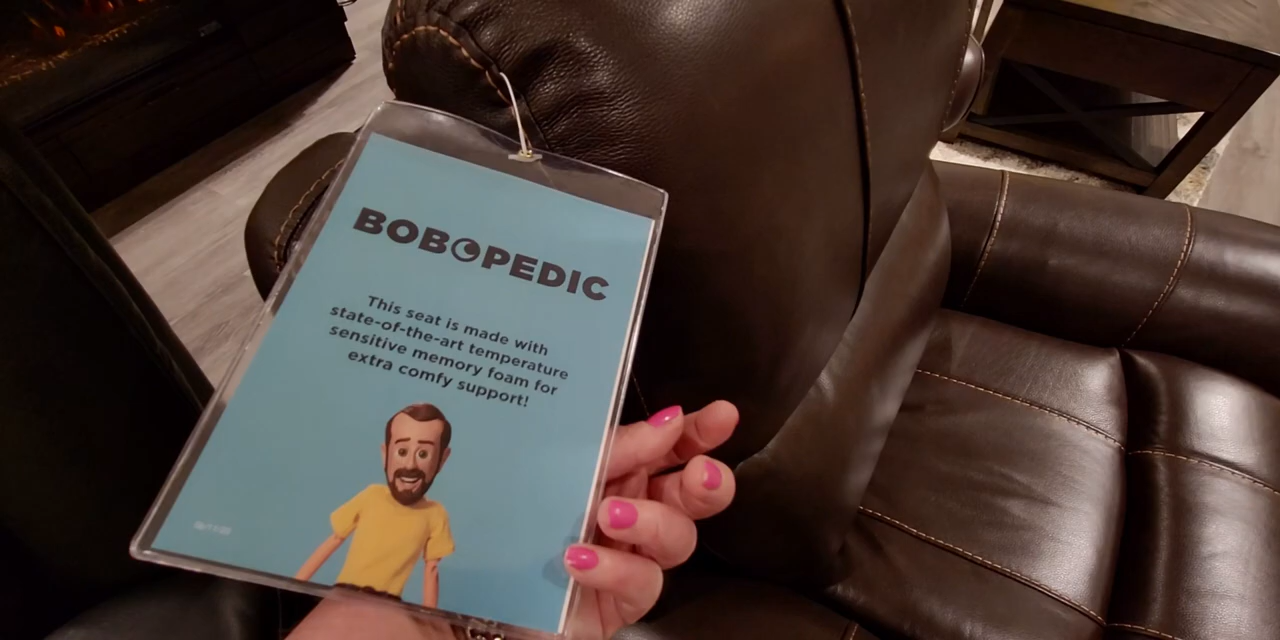 BOBOPEDIC
This seat is made with
state-of-the-art temperature
sensitive memory foam for
extra comfy support!